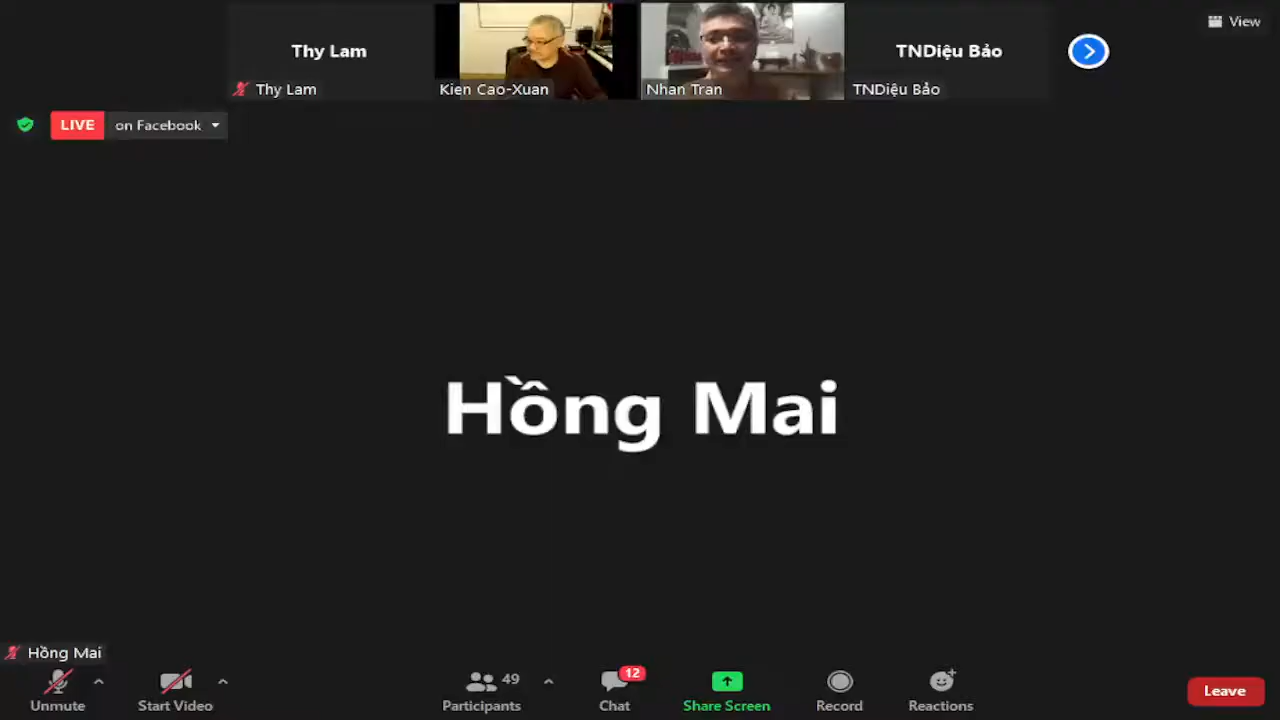 Thy Lam
TNDiệu Bảo
View
Thy Lam
Kien Cao-Xuan
Nhan Tran
TNDiệu Bảo
LIVE on Facebook
Hồng Mai
Hồng Mai
49
12
Unmute
Start Video
Participants
Chat
Share Screen
Record
Reactions
Leave